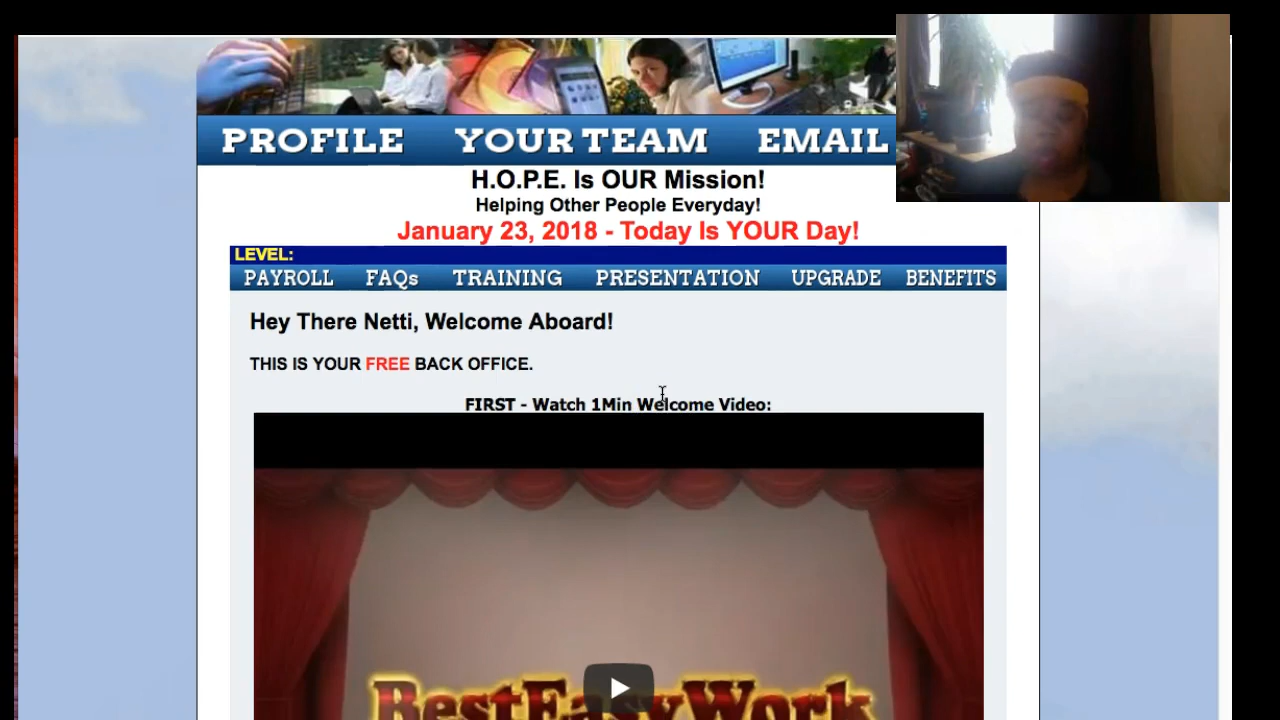 PROFILE YOUR TEAM EMAIL
H.O.P.E. Is OUR Mission!
Helping Other People Everyday!
January 23, 2018 - Today Is YOUR Day!
LEVEL:
PAYROLL FAQs TRAINING PRESENTATION UPGRADE BENEFITS
Hey There Netti, Welcome Aboard!
THIS IS YOUR FREE BACK OFFICE.
FIRST - Watch 1Min Welcome Video:
BestEasyWork